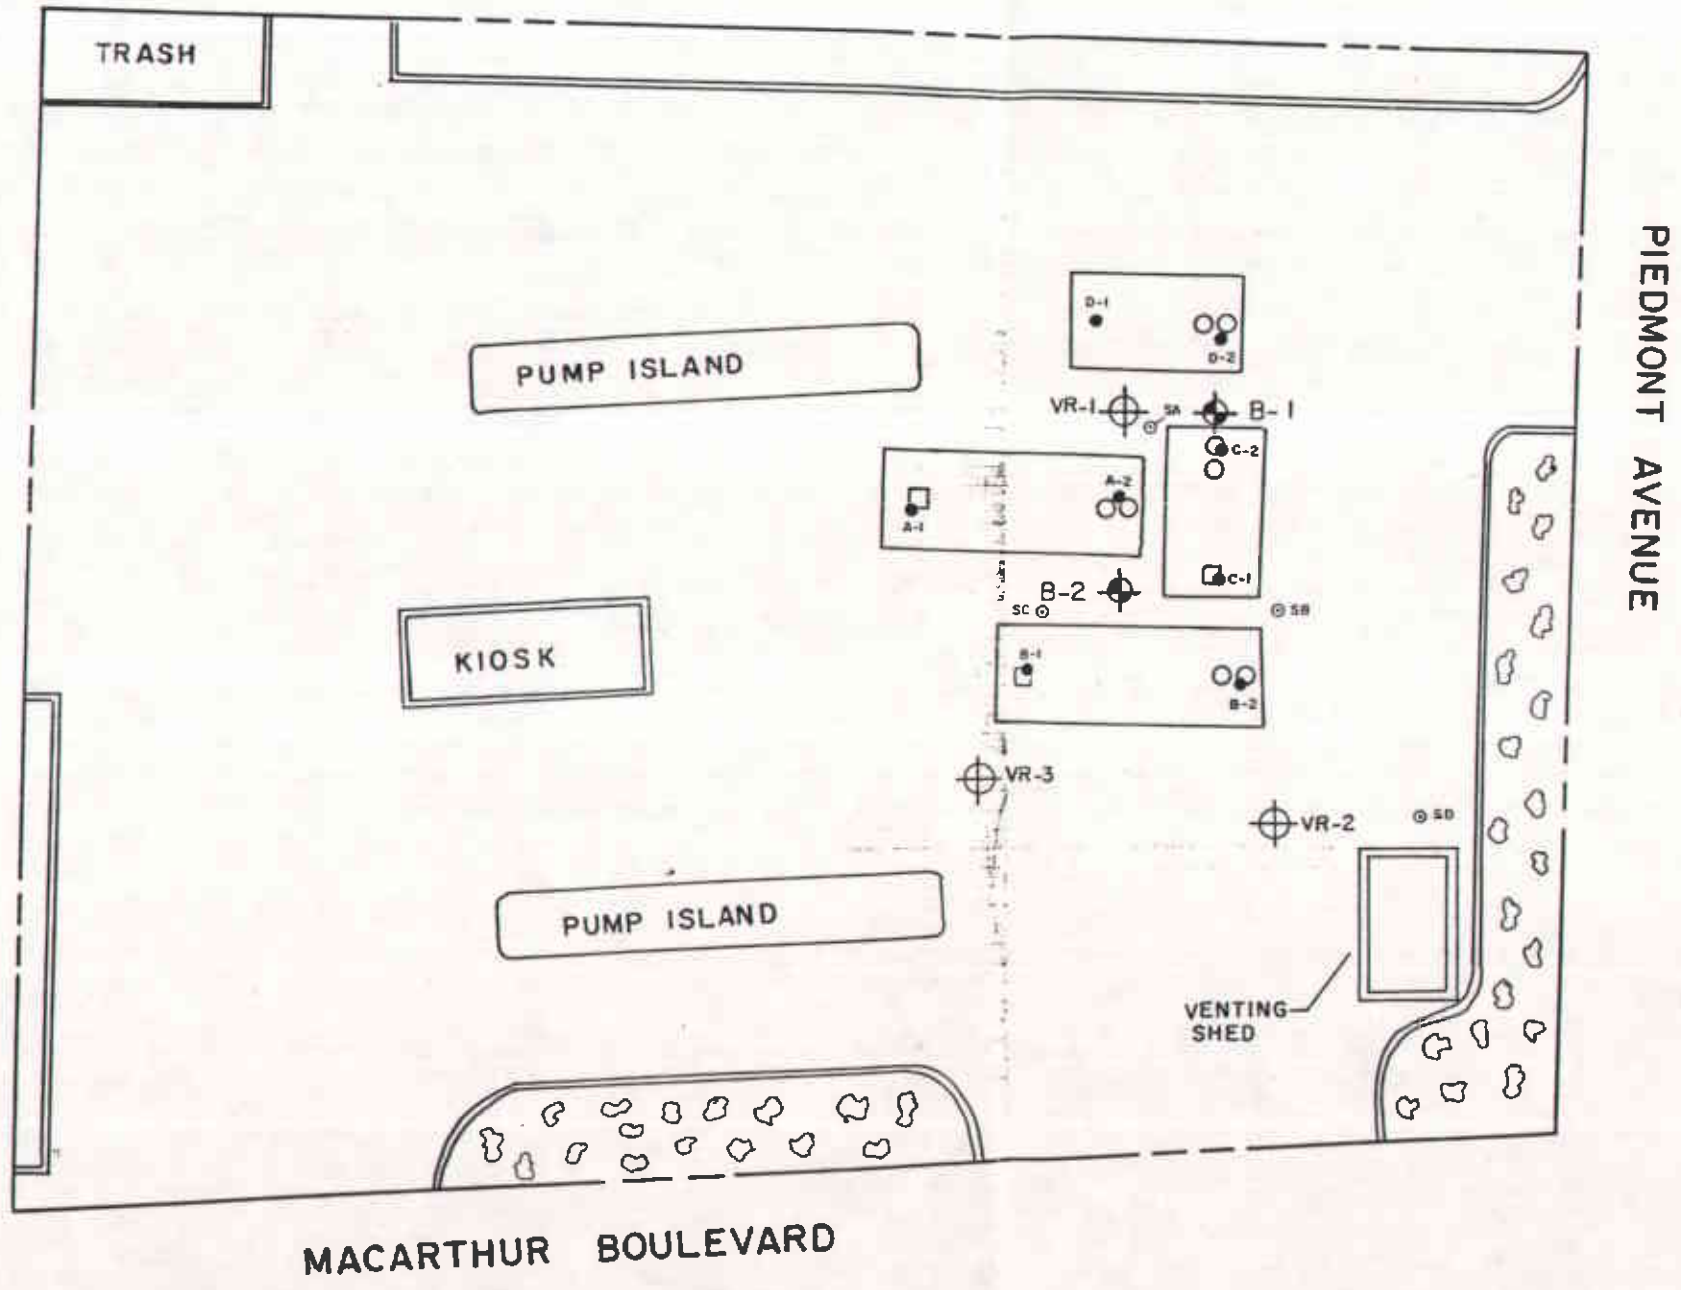 TRASH
PIEDMONT AVENUE
D-1
D-2
PUMP ISLAND
VR-1
SA
B-1
C-2
A-2
A-1
C-1
B-2
SC
SB
B-1
KIOSK
B-2
VR-3
VR-2
SD
PUMP ISLAND
VENTING
SHED
MACARTHUR BOULEVARD